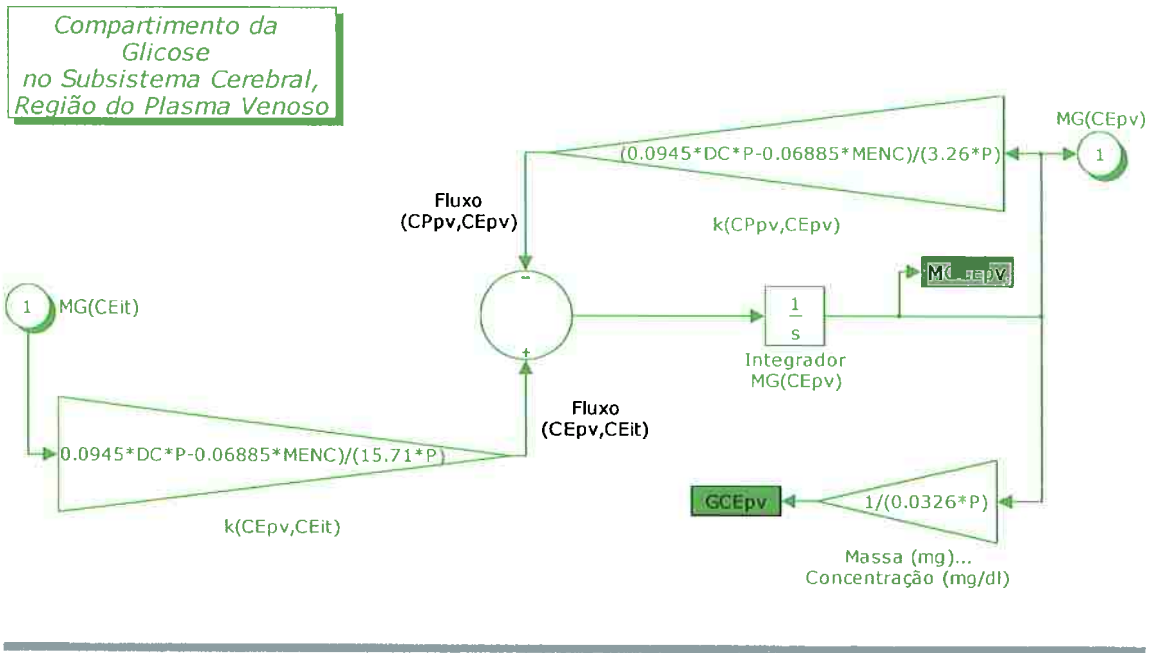 Compartimento da
Glicose
no Subsistema Cerebral,
Região do Plasma Venoso
MG(CEpv)
1
(0.0945*DC*P-0.06885*MENC)/(3.26*P)
k(CPpv,CEpv)
Fluxo
(CPpv,CEpv)
-
+
1
MG(CEit)
1
s
Integrador
MG(CEpv)
Fluxo
(CEpv,CEit)
0.0945*DC*P-0.06885*MENC)/(15.71*P)
k(CEpv,CEit)
GCEpv
1/(0.0326*P)
Massa (mg)...
Concentração (mg/dl)